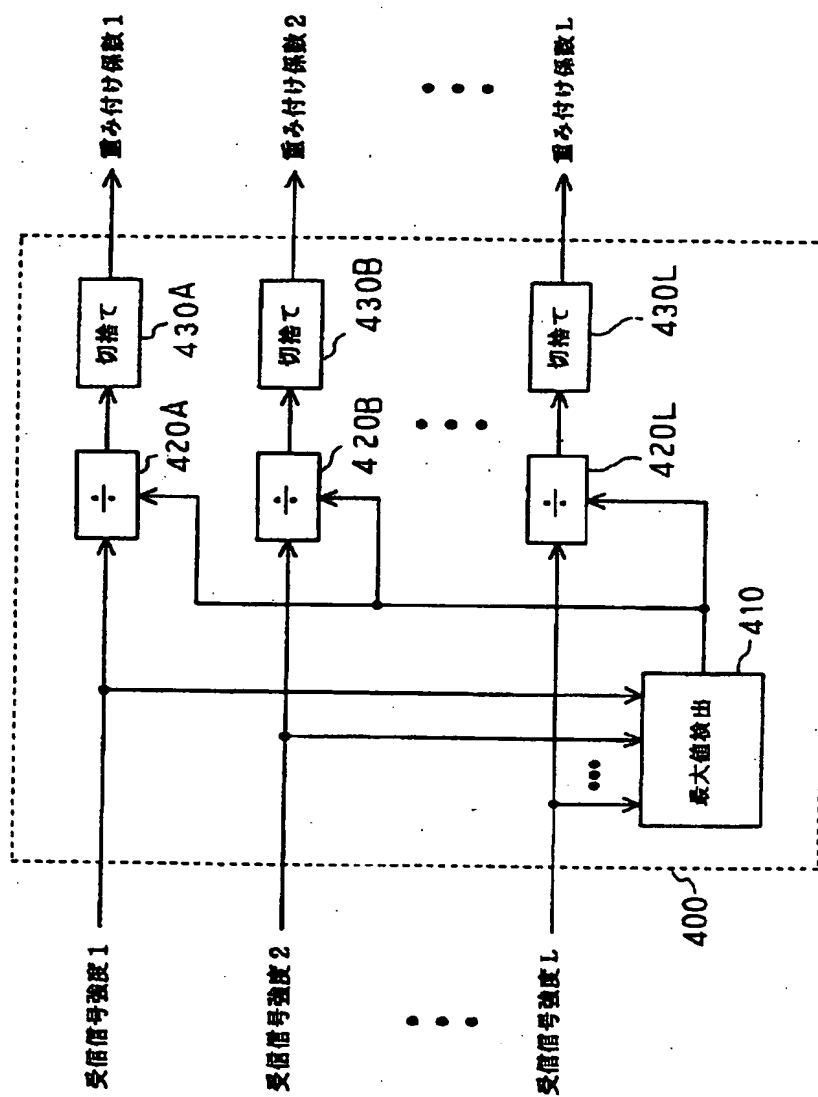 受信信号強度1
÷
420A
切捨て
430A
重み付け係数1
受信信号強度2
÷
420B
切捨て
430B
重み付け係数2
受信信号強度L
÷
420L
切捨て
430L
重み付け係数L
最大値検出
410
400